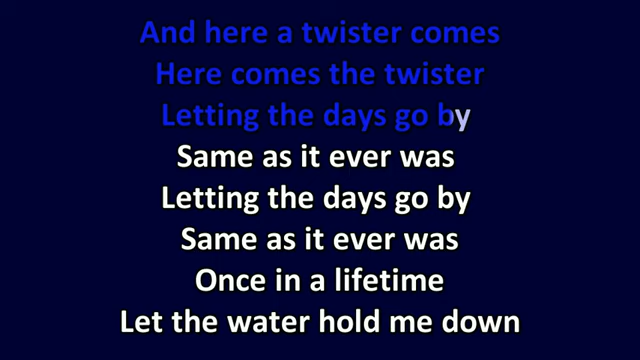 And here a twister comes
Here comes the twister
Letting the days go by
Same as it ever was
Letting the days go by
Same as it ever was
Once in a lifetime
Let the water hold me down